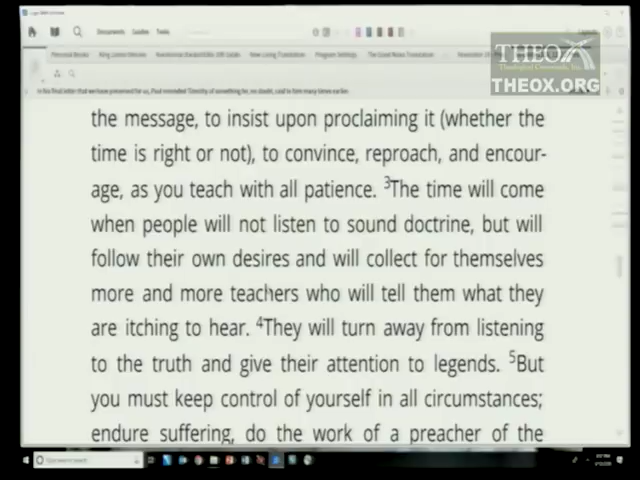 Documents Guides Tools
THEOX
THEOX.ORG
the message, to insist upon proclaiming it (whether the
time is right or not), to convince, reproach, and encour-
age, as you teach with all patience. ³The time will come
when people will not listen to sound doctrine, but will
follow their own desires and will collect for themselves
more and more teachers who will tell them what they
are itching to hear. ⁴They will turn away from listening
to the truth and give their attention to legends. ⁵But
you must keep control of yourself in all circumstances;
endure suffering, do the work of a preacher of the